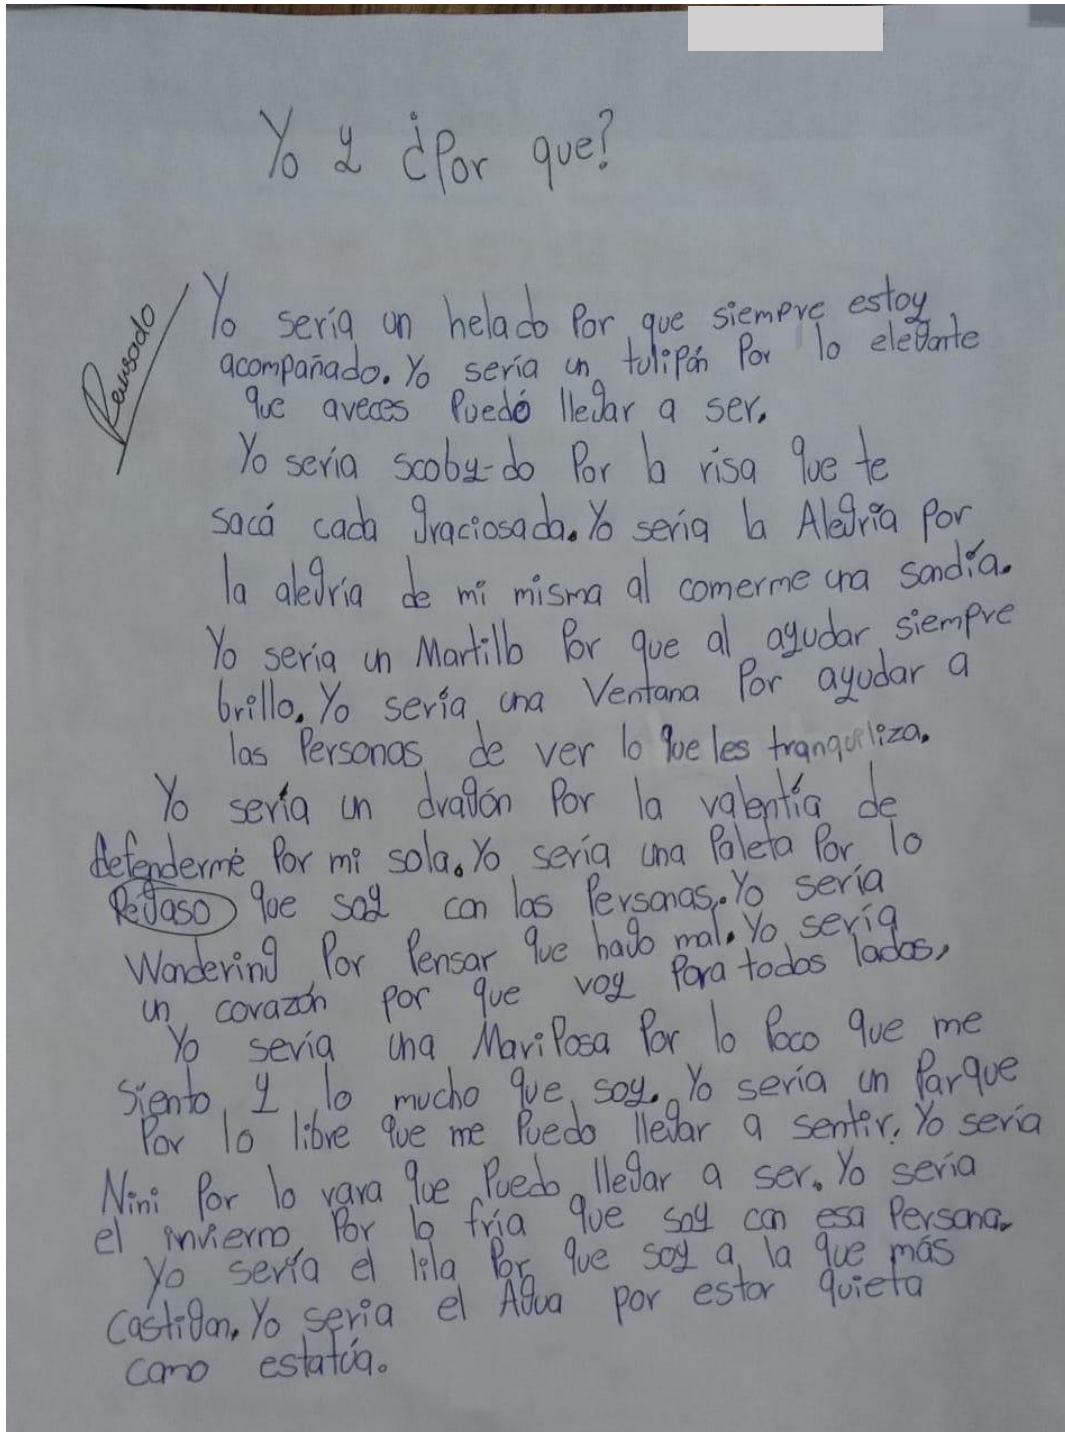 Yo y ¿Por que?
Revisado
Yo sería un helado Por que siempre estoy
acompañado. Yo sería un tulipán Por lo elegante
que aveces Puedó llegar a ser.
Yo sería scoby-do Por la risa que te
sacá cada graciosada. Yo sería la Alegría por
la alegría de mi misma al comerme una sandía.
Yo sería un Martillo Por que al ayudar siempre
brillo. Yo sería una Ventana Por ayudar a
las Personas de ver lo que les tranquiliza.
Yo sería un dragón Por la valentía de
defendermé Por mi sola. Yo sería una Paleta Por lo
Pegaso que soy con las Personas. Yo sería
Wondering Por Pensar que hago mal. Yo sería
un corazón por que voy Para todos lados.
Yo sería una Mariposa Por lo Poco que me
siento y lo mucho que soy. Yo sería un Parque
Por lo libre que me Puedo llegar a sentir. Yo sería
Nini Por lo rara que Puedo llegar a ser. Yo sería
el invierno Por lo fría que soy con esa Persona.
Yo sería el lila Por que soy a la que más
castigan. Yo seria el Agua por estar quieta
como estatúa.